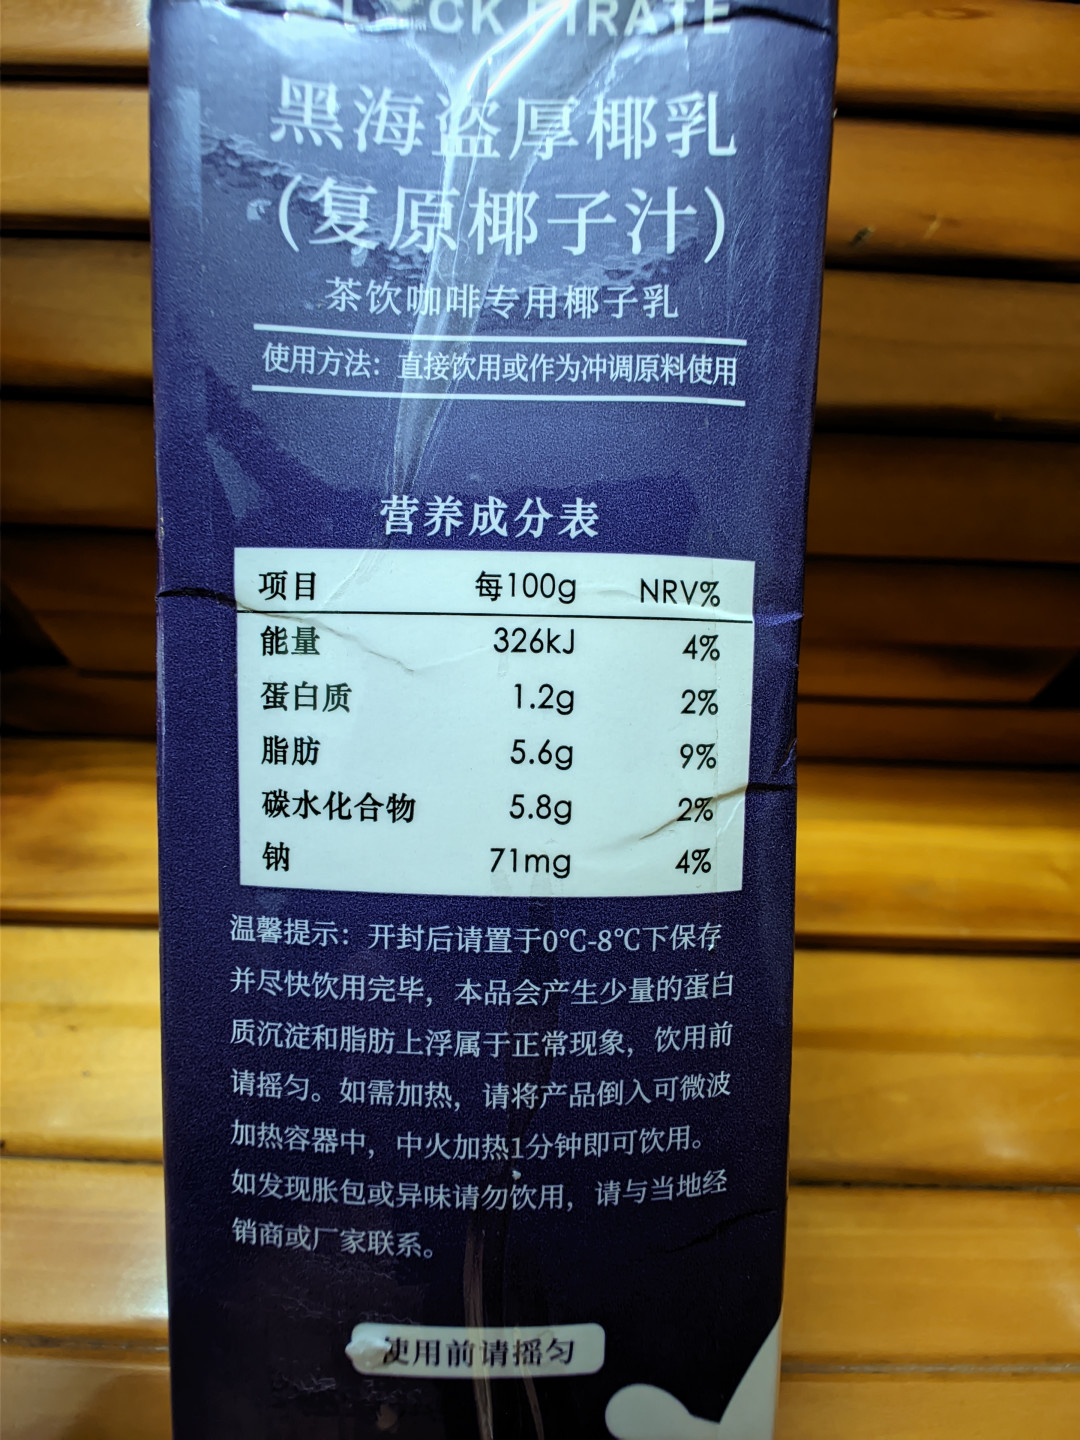 BLACK PIRATE
黑海盗厚椰乳
(复原椰子汁)
茶饮咖啡专用椰子乳
使用方法：直接饮用或作为冲调原料使用
营养成分表
项目 每100g NRV%
能量 326kJ 4%
蛋白质 1.2g 2%
脂肪 5.6g 9%
碳水化合物 5.8g 2%
钠 71mg 4%
温馨提示：开封后请置于0℃-8℃下保存
并尽快饮用完毕，本品会产生少量的蛋白
质沉淀和脂肪上浮属于正常现象，饮用前
请摇匀。如需加热，请将产品倒入可微波
加热容器中，中火加热1分钟即可饮用。
如发现胀包或异味请勿饮用，请与当地经
销商或厂家联系。
使用前请摇匀